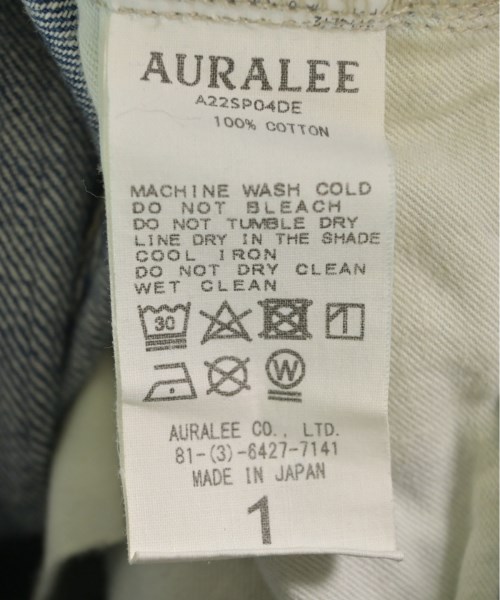 AURALEE
A22SP04DE
100% COTTON
MACHINE WASH COLD
DO NOT BLEACH
DO NOT TUMBLE DRY
LINE DRY IN THE SHADE
COOL IRON
DO NOT DRY CLEAN
WET CLEAN
30
W
AURALEE CO., LTD.
81-(3)-6427-7141
MADE IN JAPAN
1